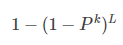 1 − (1 − P^k)^L